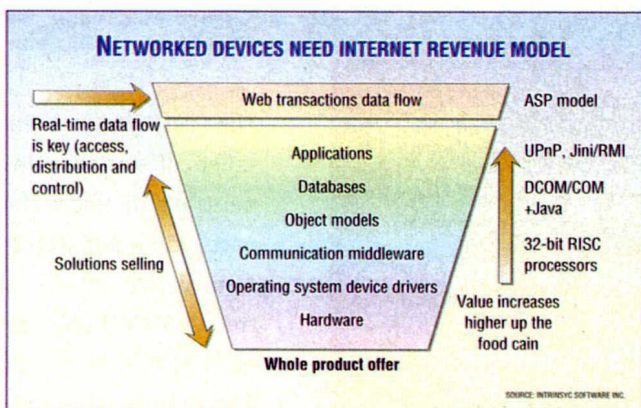 NETWORKED DEVICES NEED INTERNET REVENUE MODEL
Web transactions data flow
ASP model
Real-time data flow
is key (access,
distribution and
control)
Applications
Databases
Object models
Communication middleware
Operating system device drivers
Hardware
UPnP, Jini/RMI
DCOM/COM
+Java
32-bit RISC
processors
Solutions selling
Value increases
higher up the
food cain
Whole product offer
SOURCE: INTRINSYC SOFTWARE INC.